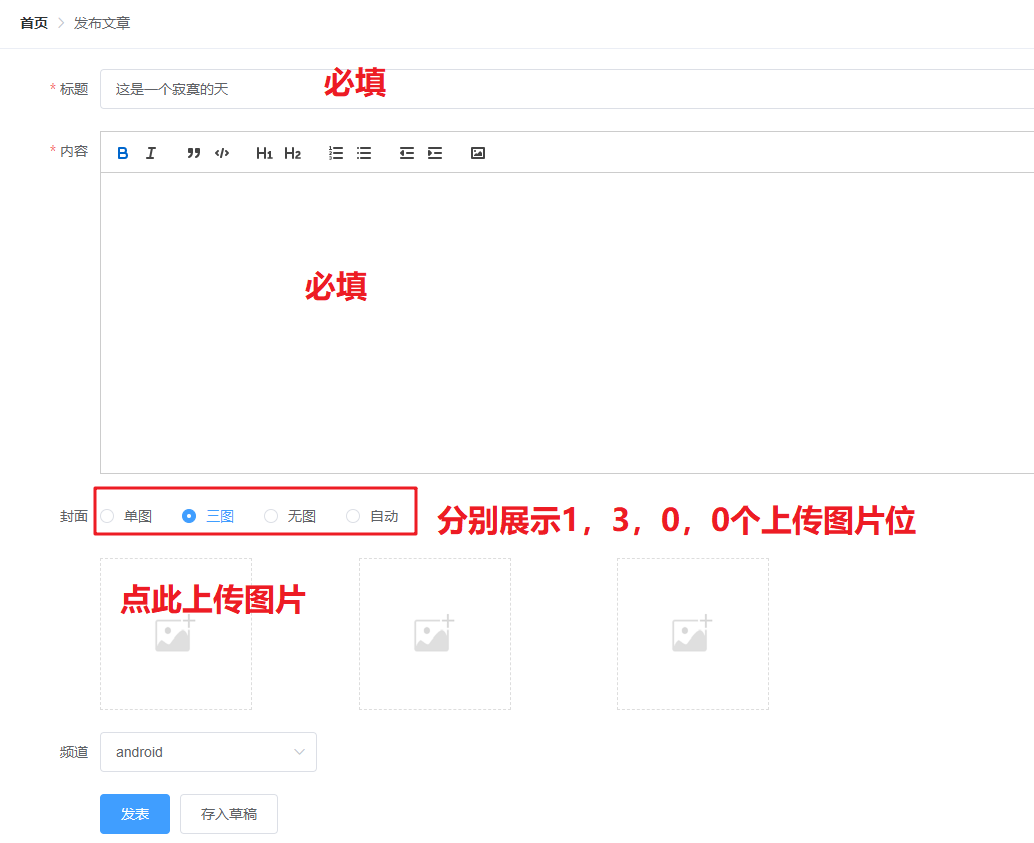 首页 > 发布文章
* 标题 这是一个寂寞的天 必填
* 内容 B I ❞ </> H1 H2
必填
封面 单图 三图 无图 自动 分别展示1，3，0，0个上传图片位
点此上传图片
频道 android
发表 存入草稿